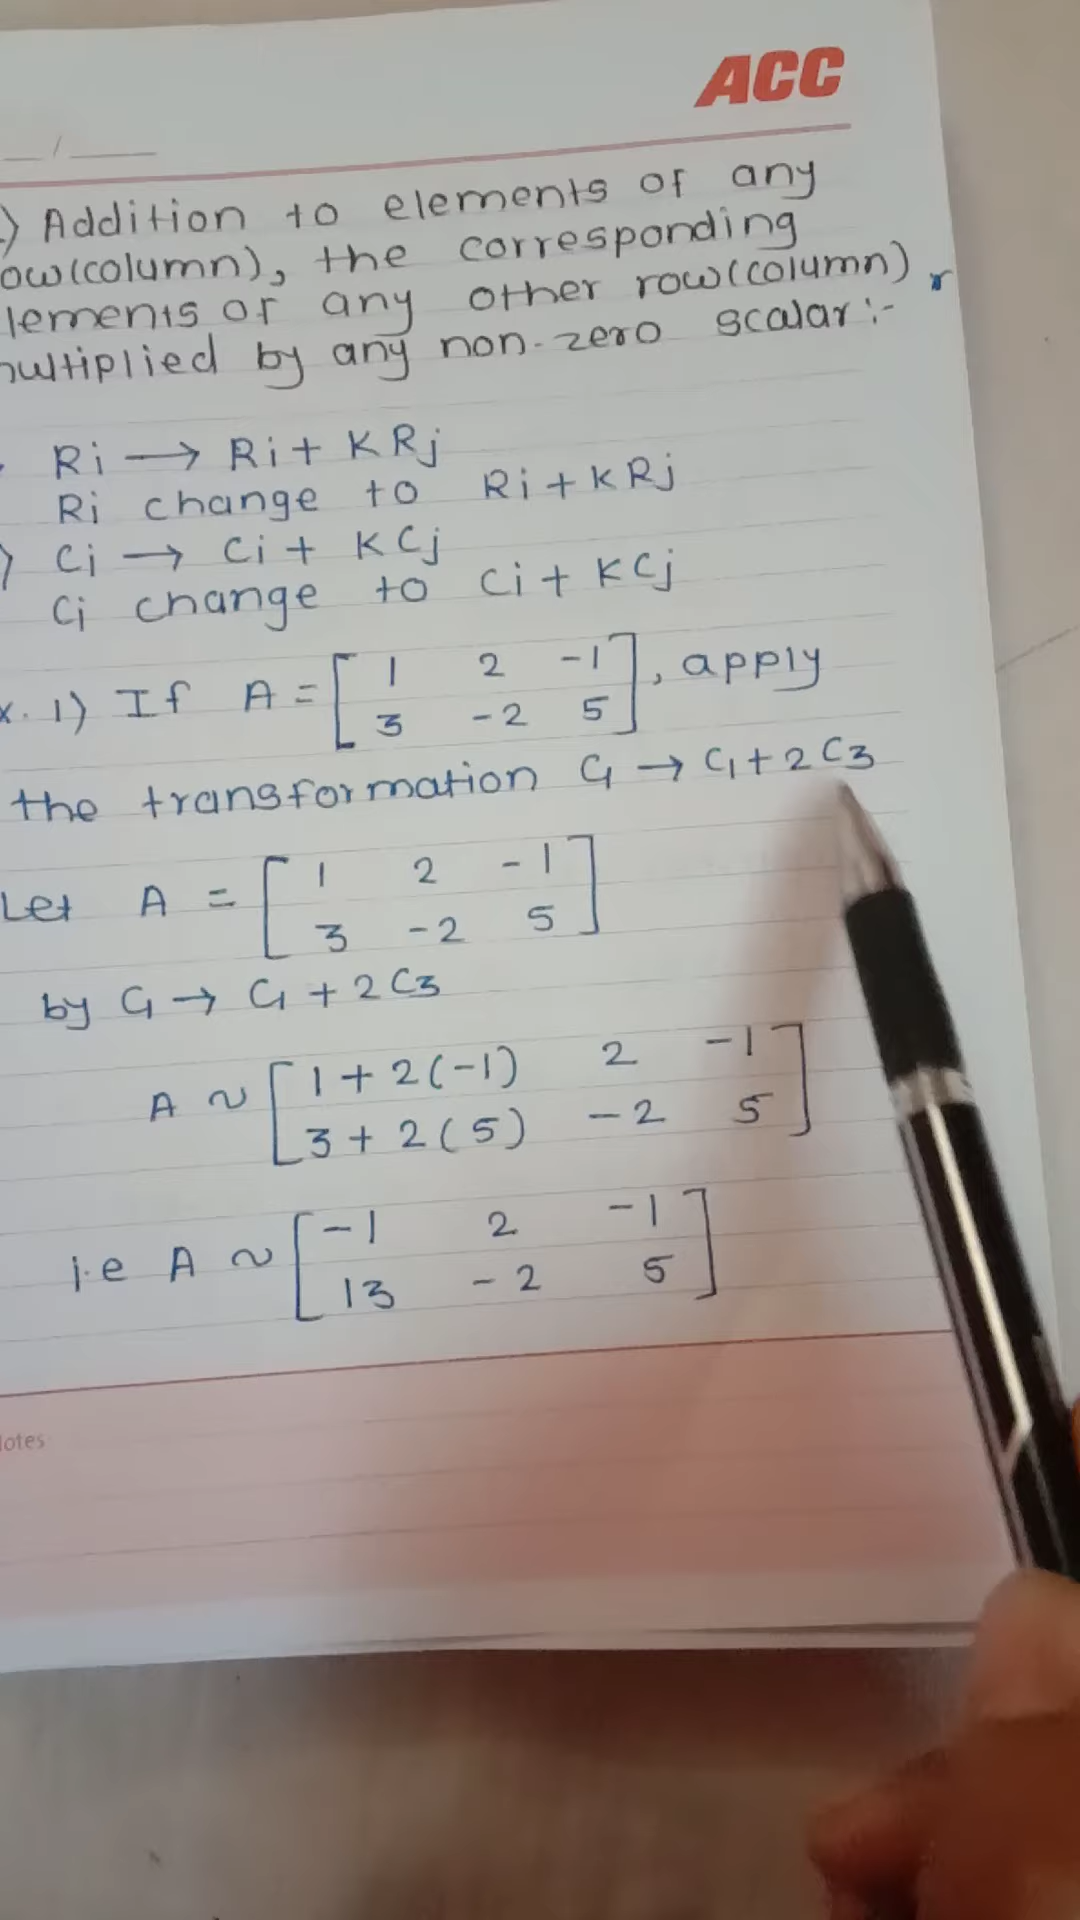 ACC
/
) Addition to elements of any
ow(column), the corresponding
lements of any other row(column),
multiplied by any non-zero scalar:-
Ri → Ri + KRj
Ri change to Ri + KRj
) Ci → Ci + KCj
Ci change to Ci + KCj
x. 1) If A = [1 2 -1
3 -2 5], apply
the transformation C1 → C1 + 2C3
Let A = [1 2 -1
3 -2 5]
by C1 → C1 + 2C3
A ~ [1 + 2(-1) 2 -1
3 + 2(5) -2 5]
i.e A ~ [-1 2 -1
13 -2 5]
lotes